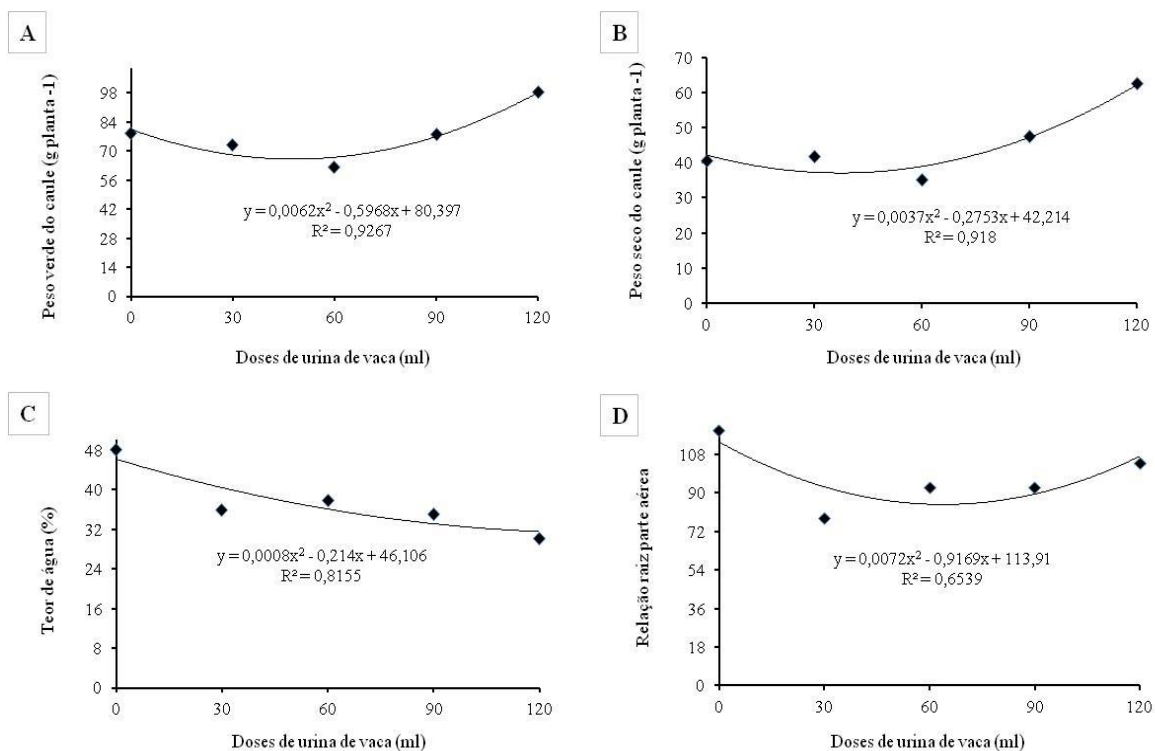 A
Peso verde do caule (g planta -1)
98
84
70
56
42
28
14
0
y = 0,0062x² - 0,5968x + 80,397
R² = 0,9267
0 30 60 90 120
Doses de urina de vaca (ml)
B
Peso seco do caule (g planta -1)
70
60
50
40
30
20
10
0
y = 0,0037x² - 0,2753x + 42,214
R² = 0,918
0 30 60 90 120
Doses de urina de vaca (ml)
C
Teor de água (%)
48
40
32
24
16
8
0
y = 0,0008x² - 0,214x + 46,106
R² = 0,8155
0 30 60 90 120
Doses de urina de vaca (ml)
D
Relação raiz parte aérea
108
90
72
54
36
18
0
y = 0,0072x² - 0,9169x + 113,91
R² = 0,6539
0 30 60 90 120
Doses de urina de vaca (ml)